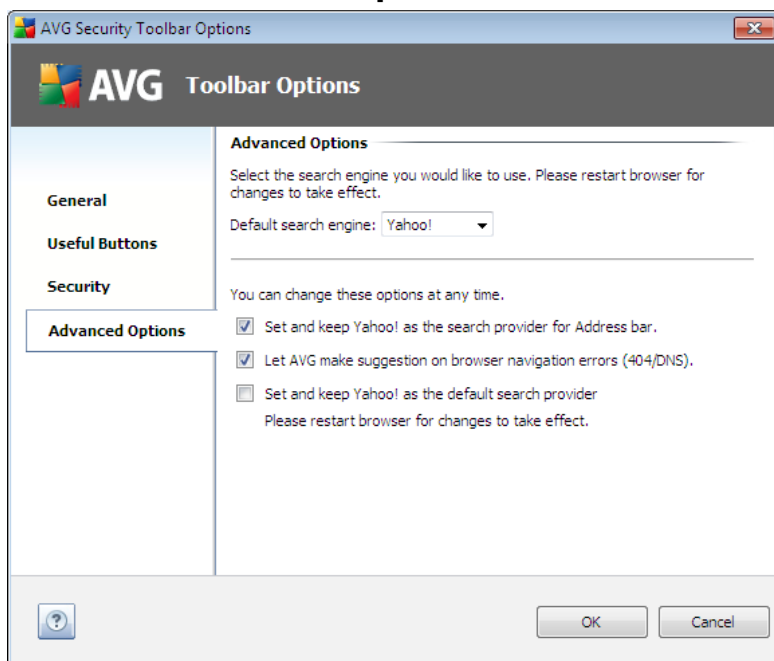 AVG Security Toolbar Options
AVG Toolbar Options
General
Useful Buttons
Security
Advanced Options
Advanced Options
Select the search engine you would like to use. Please restart browser for
changes to take effect.
Default search engine: Yahoo!
You can change these options at any time.
Set and keep Yahoo! as the search provider for Address bar.
Let AVG make suggestion on browser navigation errors (404/DNS).
Set and keep Yahoo! as the default search provider
Please restart browser for changes to take effect.
?
OK Cancel